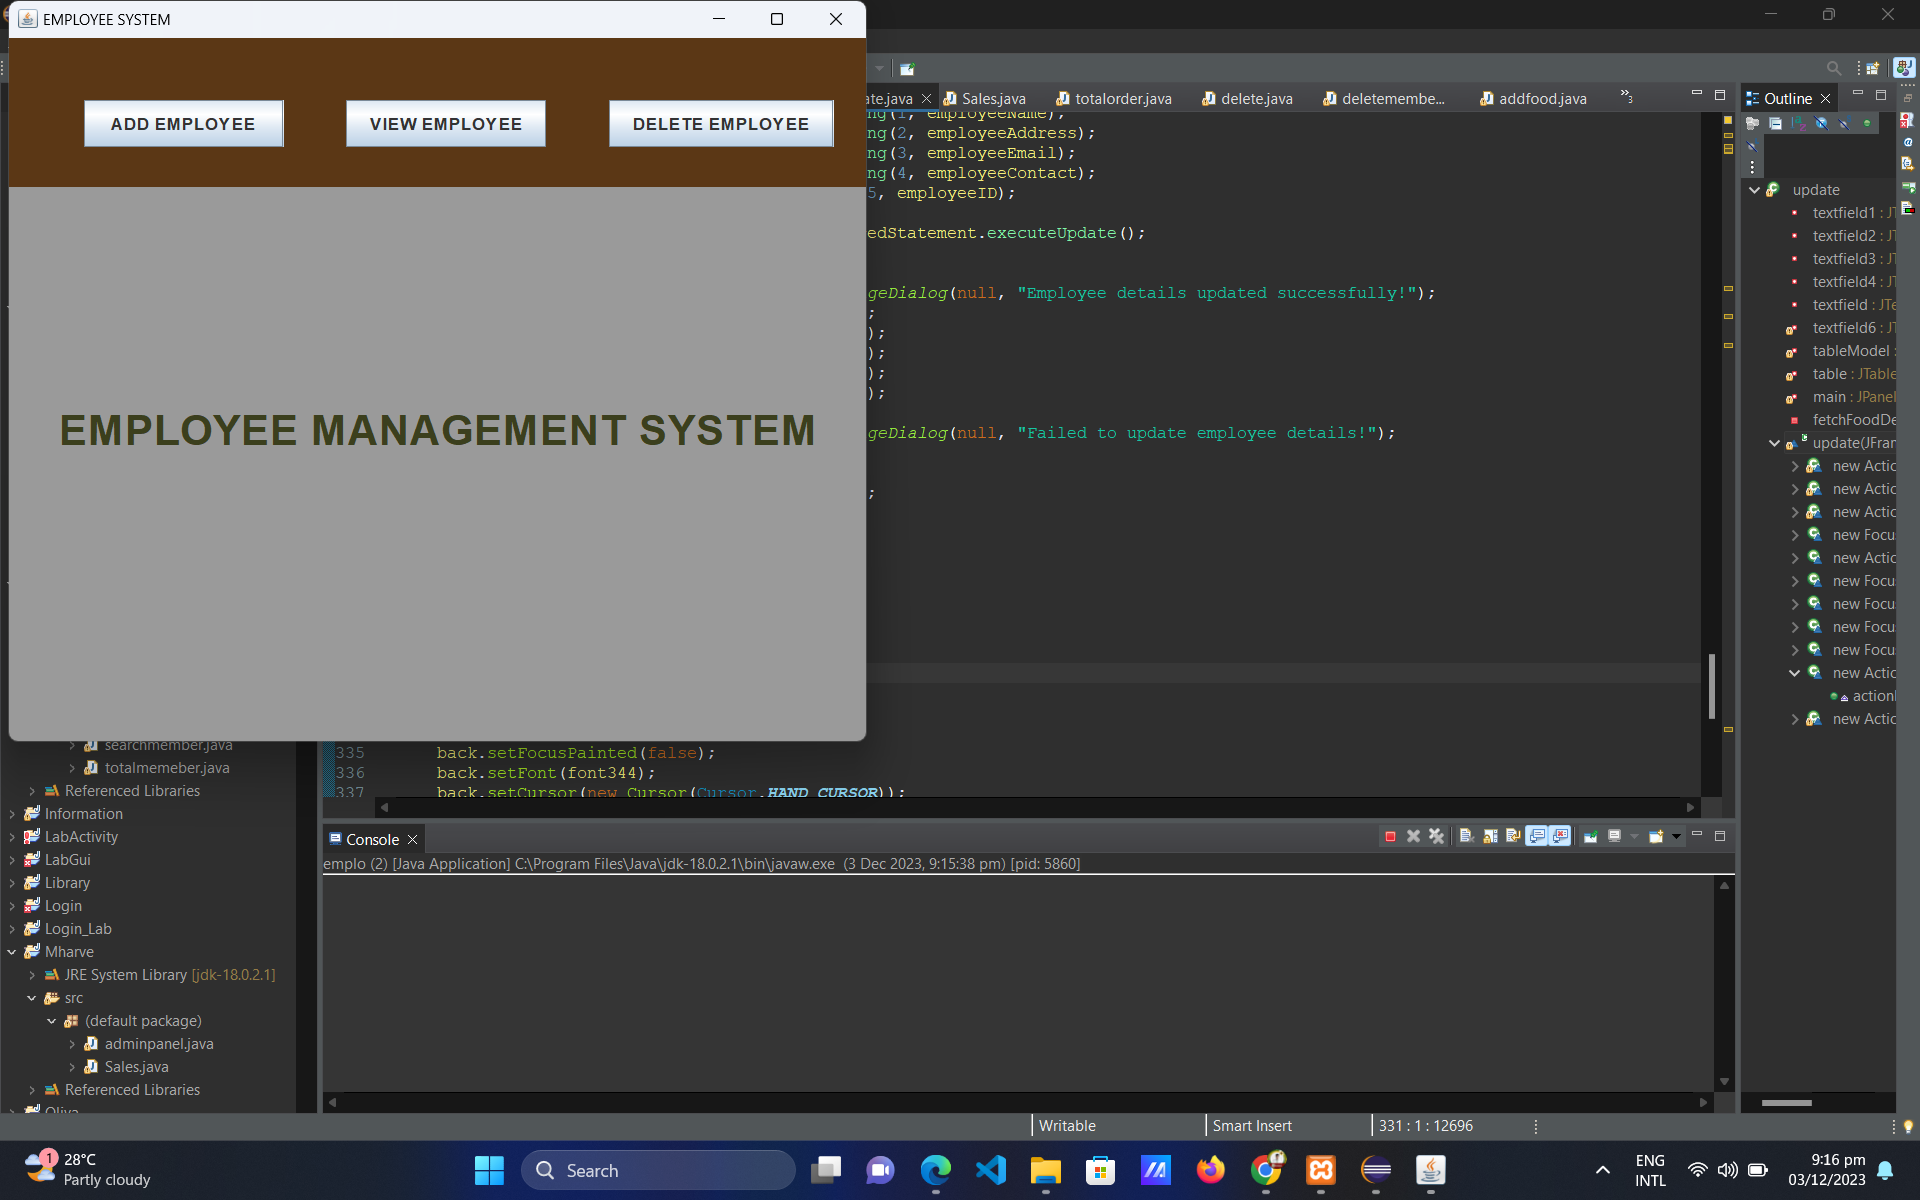 EMPLOYEE SYSTEM
ADD EMPLOYEE
VIEW EMPLOYEE
DELETE EMPLOYEE
EMPLOYEE MANAGEMENT SYSTEM
ate.java
Sales.java
totalorder.java
delete.java
deletemembe...
addfood.java
3
ng(1, employeeName);
ng(2, employeeAddress);
ng(3, employeeEmail);
ng(4, employeeContact);
5, employeeID);
edStatement.executeUpdate();
geDialog(null, "Employee details updated successfully!");
;
);
);
);
);
geDialog(null, "Failed to update employee details!");
;
335 back.setFocusPainted(false);
336 back.setFont(font344);
337 back.setCursor(new Cursor(Cursor.HAND_CURSOR));
Outline
update
textfield1 : JT
textfield2 : JT
textfield3 : JT
textfield4 : JT
textfield : JTe
textfield6 : JT
tableModel :
table : JTable
main : JPanel
fetchFoodDe
update(JFran
new Actic
new Actic
new Actic
new Focu
new Actic
new Focu
new Focu
new Focu
new Focu
new Actic
actionI
new Actic
searchmember.java
totalmemeber.java
Referenced Libraries
Information
LabActivity
LabGui
Library
Login
Login_Lab
Mharve
JRE System Library [jdk-18.0.2.1]
src
(default package)
adminpanel.java
Sales.java
Referenced Libraries
Oliva
Console
emplo (2) [Java Application] C:\Program Files\Java\jdk-18.0.2.1\bin\javaw.exe (3 Dec 2023, 9:15:38 pm) [pid: 5860]
Writable
Smart Insert
331 : 1 : 12696
1
28°C
Partly cloudy
Search
ENG
INTL
9:16 pm
03/12/2023